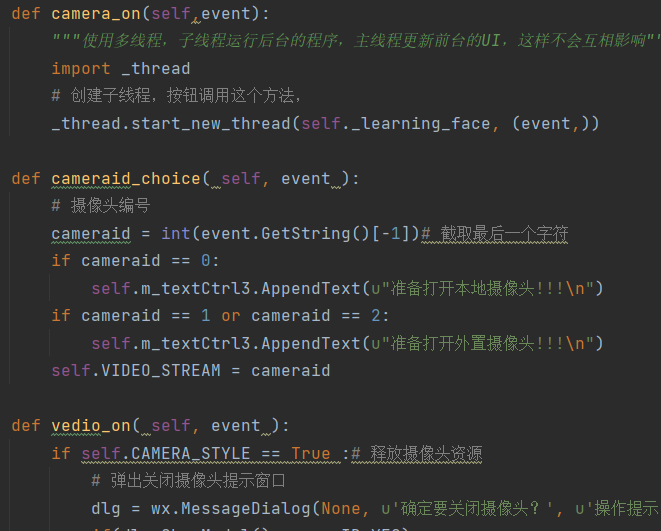 def camera_on(self,event):
"""使用多线程，子线程运行后台的程序，主线程更新前台的UI，这样不会互相影响""
import _thread
# 创建子线程，按钮调用这个方法，
_thread.start_new_thread(self._learning_face, (event,))
def cameraid_choice( self, event ):
# 摄像头编号
cameraid = int(event.GetString()[-1])# 截取最后一个字符
if cameraid == 0:
self.m_textCtrl3.AppendText(u"准备打开本地摄像头!!!\n")
if cameraid == 1 or cameraid == 2:
self.m_textCtrl3.AppendText(u"准备打开外置摄像头!!!\n")
self.VIDEO_STREAM = cameraid
def vedio_on( self, event ):
if self.CAMERA_STYLE == True :# 释放摄像头资源
# 弹出关闭摄像头提示窗口
dlg = wx.MessageDialog(None, u'确定要关闭摄像头？', u'操作提示